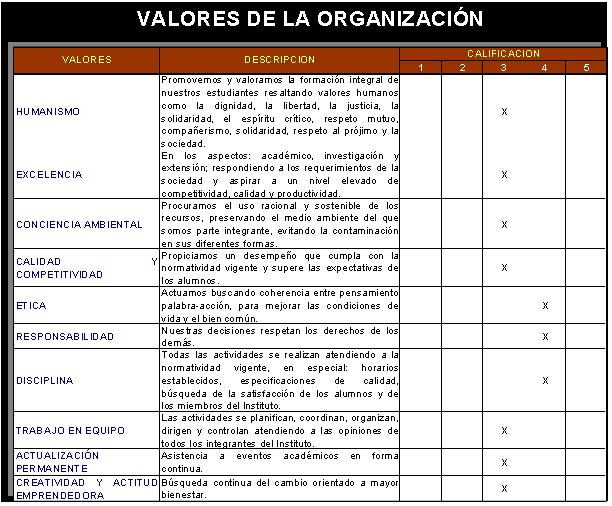 VALORES DE LA ORGANIZACIÓN
VALORES
DESCRIPCION
CALIFICACION
1 2 3 4 5
HUMANISMO
Promovemos y valoramos la formación integral de
nuestros estudiantes resaltando valores humanos
como la dignidad, la libertad, la justicia, la
solidaridad, el espíritu crítico, respeto mutuo,
compañerismo, solidaridad, respeto al prójimo y la
sociedad.
X
EXCELENCIA
En los aspectos: académico, investigación y
extensión; respondiendo a los requerimientos de la
sociedad y aspirar a un nivel elevado de
competitividad, calidad y productividad.
X
CONCIENCIA AMBIENTAL
Procuramos el uso racional y sostenible de los
recursos, preservando el medio ambiente del que
somos parte integrante, evitando la contaminación
en sus diferentes formas.
X
CALIDAD Y
COMPETITIVIDAD
Propiciamos un desempeño que cumpla con la
normatividad vigente y supere las expectativas de
los alumnos.
X
ETICA
Actuamos buscando coherencia entre pensamiento
palabra-acción, para mejorar las condiciones de
vida y el bien común.
X
RESPONSABILIDAD
Nuestras decisiones respetan los derechos de los
demás.
X
DISCIPLINA
Todas las actividades se realizan atendiendo a la
normatividad vigente, en especial: horarios
establecidos, especificaciones de calidad,
búsqueda de la satisfacción de los alumnos y de
los miembros del Instituto.
X
TRABAJO EN EQUIPO
Las actividades se planifican, coordinan, organizan,
dirigen y controlan atendiendo a las opiniones de
todos los integrantes del Instituto.
X
ACTUALIZACIÓN
PERMANENTE
Asistencia a eventos académicos en forma
continua.
X
CREATIVIDAD Y ACTITUD
EMPRENDEDORA
Búsqueda continua del cambio orientado a mayor
bienestar.
X